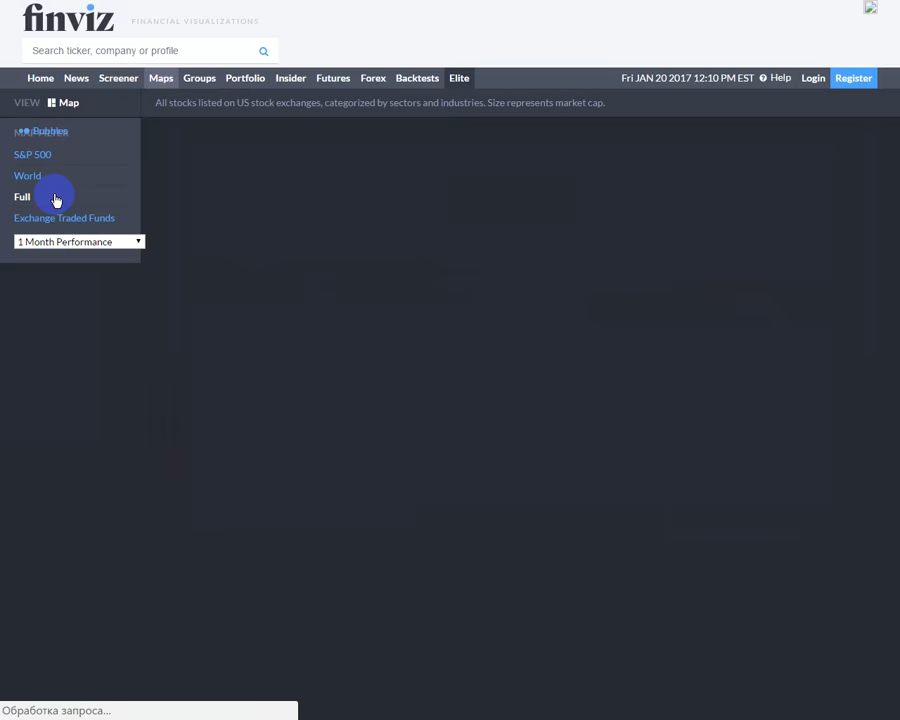 finviz FINANCIAL VISUALIZATIONS
Search ticker, company or profile
Home News Screener Maps Groups Portfolio Insider Futures Forex Backtests Elite Fri JAN 20 2017 12:10 PM EST Help Login Register
VIEW Map All stocks listed on US stock exchanges, categorized by sectors and industries. Size represents market cap.
Bubbles
MAP FILTER
S&P 500
World
Full
Exchange Traded Funds
1 Month Performance
Обработка запроса...